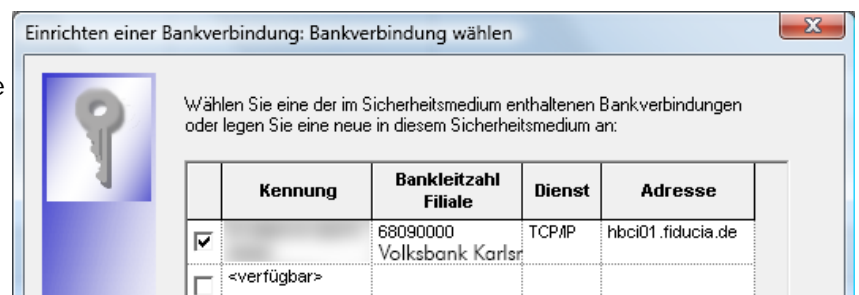 Einrichten einer Bankverbindung: Bankverbindung wählen
e
Wählen Sie eine der im Sicherheitsmedium enthaltenen Bankverbindungen
oder legen Sie eine neue in diesem Sicherheitsmedium an:
Kennung Bankleitzahl Filiale Dienst Adresse
68090000 TCP/IP hbci01.fiducia.de
Volksbank Karlsr
<verfügbar>